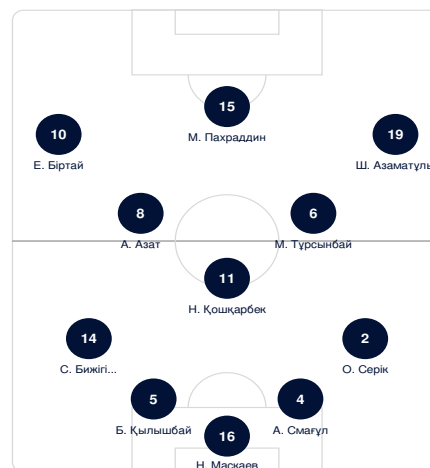 15
М. Пахраддин
10
Е. Біртай
19
Ш. Азаматұлы
8
А. Азат
6
М. Тұрсынбай
11
Н. Қошқарбек
14
С. Бижігі...
2
О. Серік
5
Б. Қылышбай
4
А. Смағұл
16
Н. Масқаев